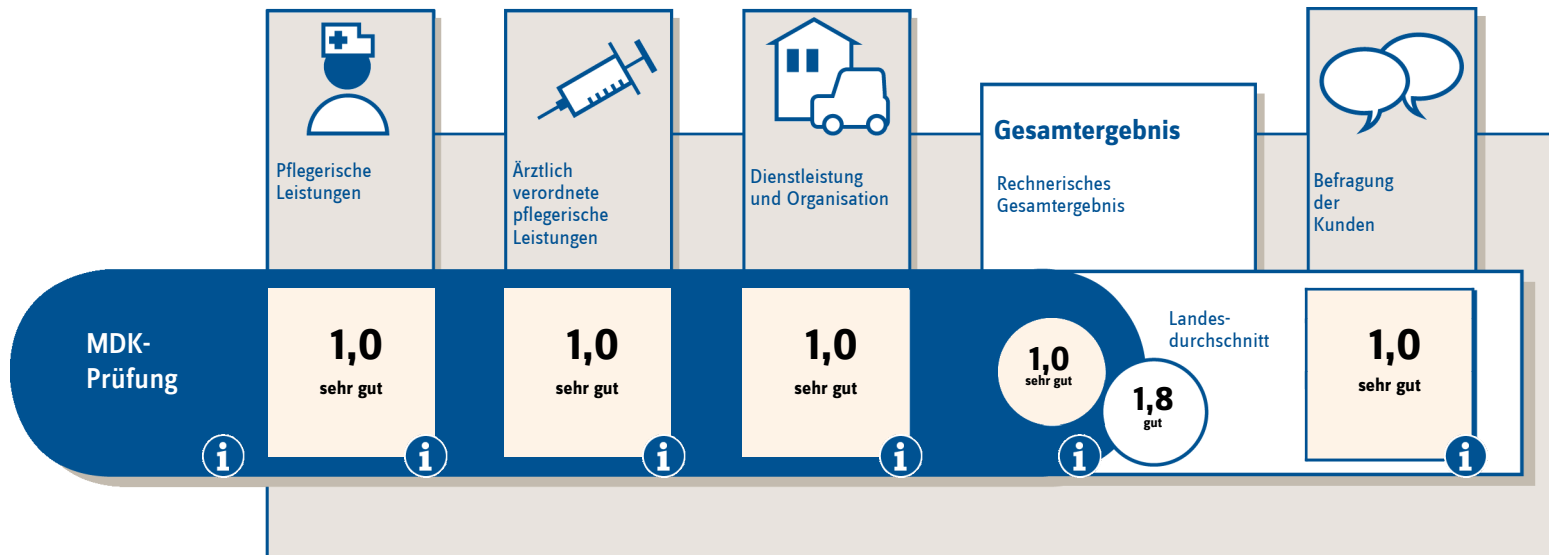 Pflegerische
Leistungen
Ärztlich
verordnete
pflegerische
Leistungen
Dienstleistung
und Organisation
Gesamtergebnis
Rechnerisches
Gesamtergebnis
Befragung
der
Kunden
MDK-
Prüfung
1,0
sehr gut
1,0
sehr gut
1,0
sehr gut
1,0
sehr gut
Landes-
durchschnitt
1,8
gut
1,0
sehr gut
i
i
i
i
i
i